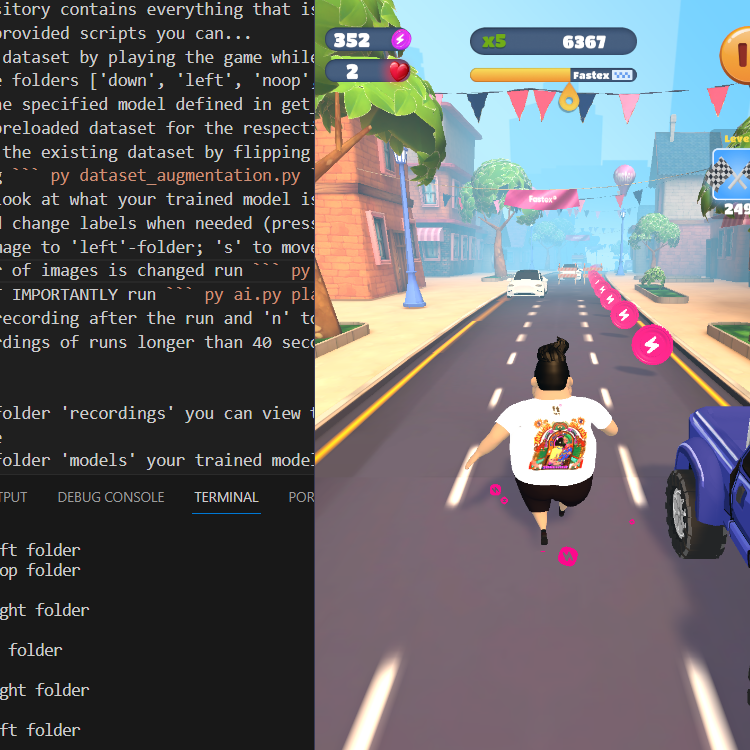 sitory contains everything that is
provided scripts you can...
dataset by playing the game while
e folders ['down', 'left', 'noop'
he specified model defined in get
preloaded dataset for the respecti
the existing dataset by flipping
g ``` py dataset_augmentation.py
look at what your trained model is
d change labels when needed (press
mage to 'left'-folder; 's' to move
r of images is changed run ``` py
T IMPORTANTLY run ``` py ai.py pla
recording after the run and 'n' to
rdings of runs longer than 40 seco
folder 'recordings' you can view t
e
folder 'models' your trained model
TPUT DEBUG CONSOLE TERMINAL POR
ft folder
op folder
ght folder
folder
ght folder
ft folder
352
2
x5 6367
Fastex
Level
249
Fastex